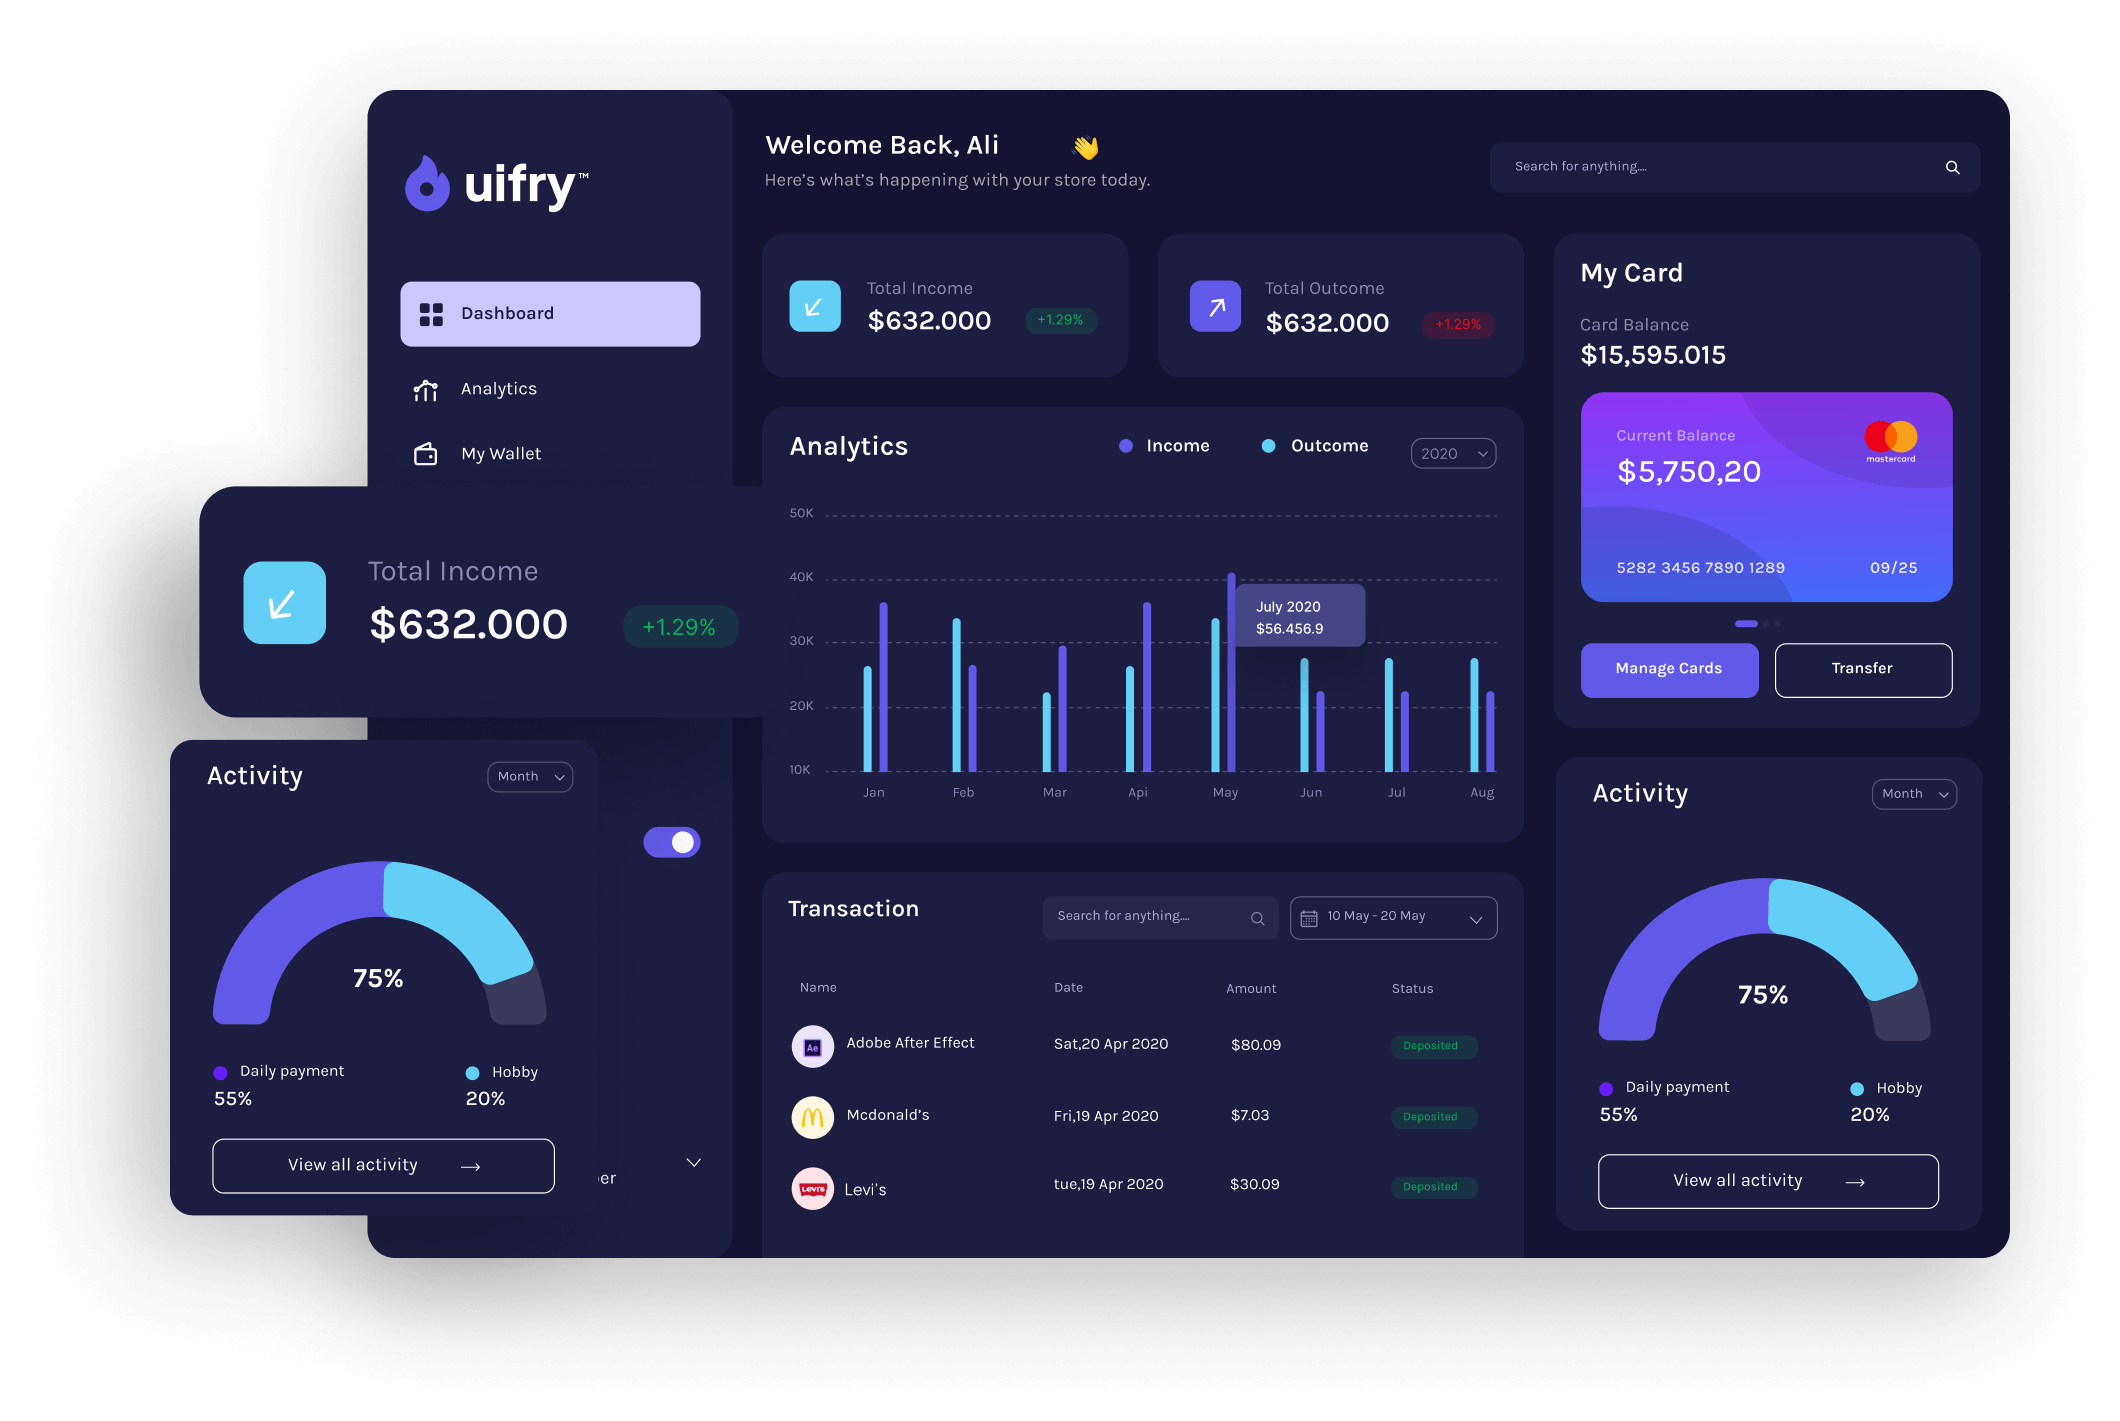 uifry™
Dashboard
Analytics
My Wallet
Total Income
$632.000
+1.29%
Activity
Month
75%
Daily payment
55%
Hobby
20%
View all activity
er
Welcome Back, Ali
Here's what's happening with your store today.
Search for anything...
Total Income
$632.000
+1.29%
Total Outcome
$632.000
+1.29%
Analytics
Income
Outcome
2020
50K
40K
30K
20K
10K
July 2020
$56.456.9
Jan
Feb
Mar
Api
May
Jun
Jul
Aug
Transaction
Search for anything...
10 May - 20 May
Name
Date
Amount
Status
Ae
Adobe After Effect
Sat,20 Apr 2020
$80.09
Deposited
Mcdonald's
Fri,19 Apr 2020
$7.03
Deposited
Levi's
Levi's
tue,19 Apr 2020
$30.09
Deposited
My Card
Card Balance
$15,595.015
Current Balance
$5,750,20
mastercard
5282 3456 7890 1289
09/25
Manage Cards
Transfer
Activity
Month
75%
Daily payment
55%
Hobby
20%
View all activity